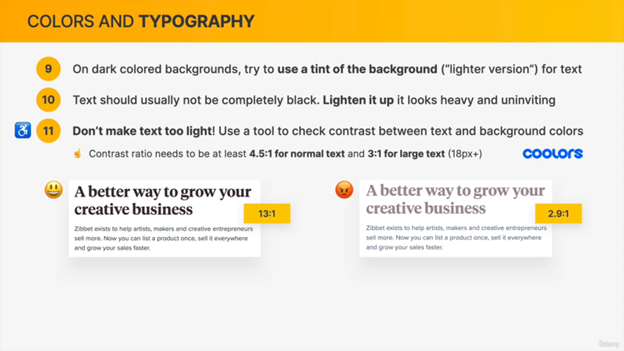 COLORS AND TYPOGRAPHY
9 On dark colored backgrounds, try to use a tint of the background ("lighter version") for text
10 Text should usually not be completely black. Lighten it up it looks heavy and uninviting
11 Don't make text too light! Use a tool to check contrast between text and background colors
Contrast ratio needs to be at least 4.5:1 for normal text and 3:1 for large text (18px+)
coolors
A better way to grow your
creative business
13:1
Zibbet exists to help artists, makers and creative entrepreneurs
sell more. Now you can list a product once, sell it everywhere
and grow your sales faster.
A better way to grow your
creative business
2.9:1
Zibbet exists to help artists, makers and creative entrepreneurs
sell more. Now you can list a product once, sell it everywhere
and grow your sales faster.
Udemy